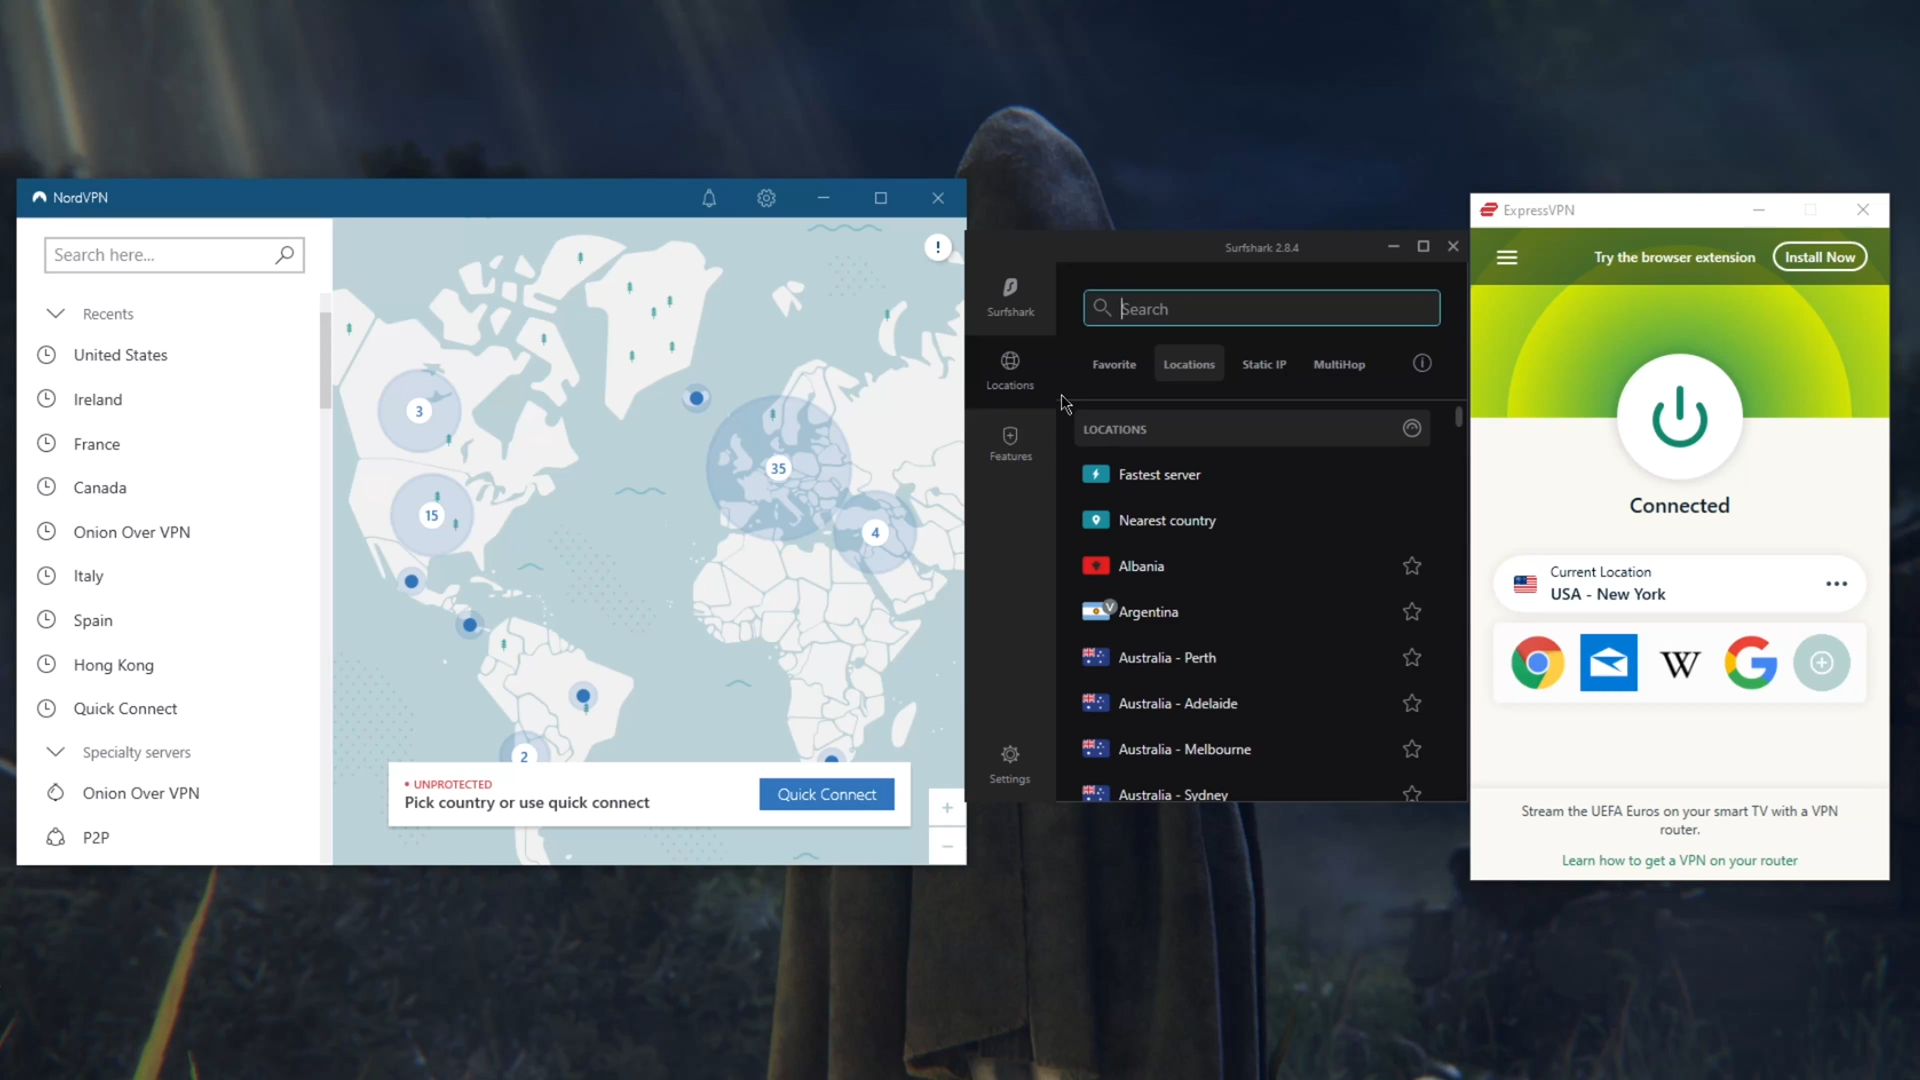 NordVPN
Search here...
Recents
United States
Ireland
France
Canada
Onion Over VPN
Italy
Spain
Hong Kong
Quick Connect
Specialty servers
Onion Over VPN
P2P
3
15
35
4
2
!
• UNPROTECTED
Pick country or use quick connect
Quick Connect
Surfshark 2.8.4
Surfshark
Locations
Features
Settings
Search
Favorite
Locations
Static IP
MultiHop
LOCATIONS
Fastest server
Nearest country
Albania
V
Argentina
Australia - Perth
Australia - Adelaide
Australia - Melbourne
Australia - Sydney
ExpressVPN
Try the browser extension
Install Now
Connected
Current Location
USA - New York
W
G
Stream the UEFA Euros on your smart TV with a VPN
router.
Learn how to get a VPN on your router